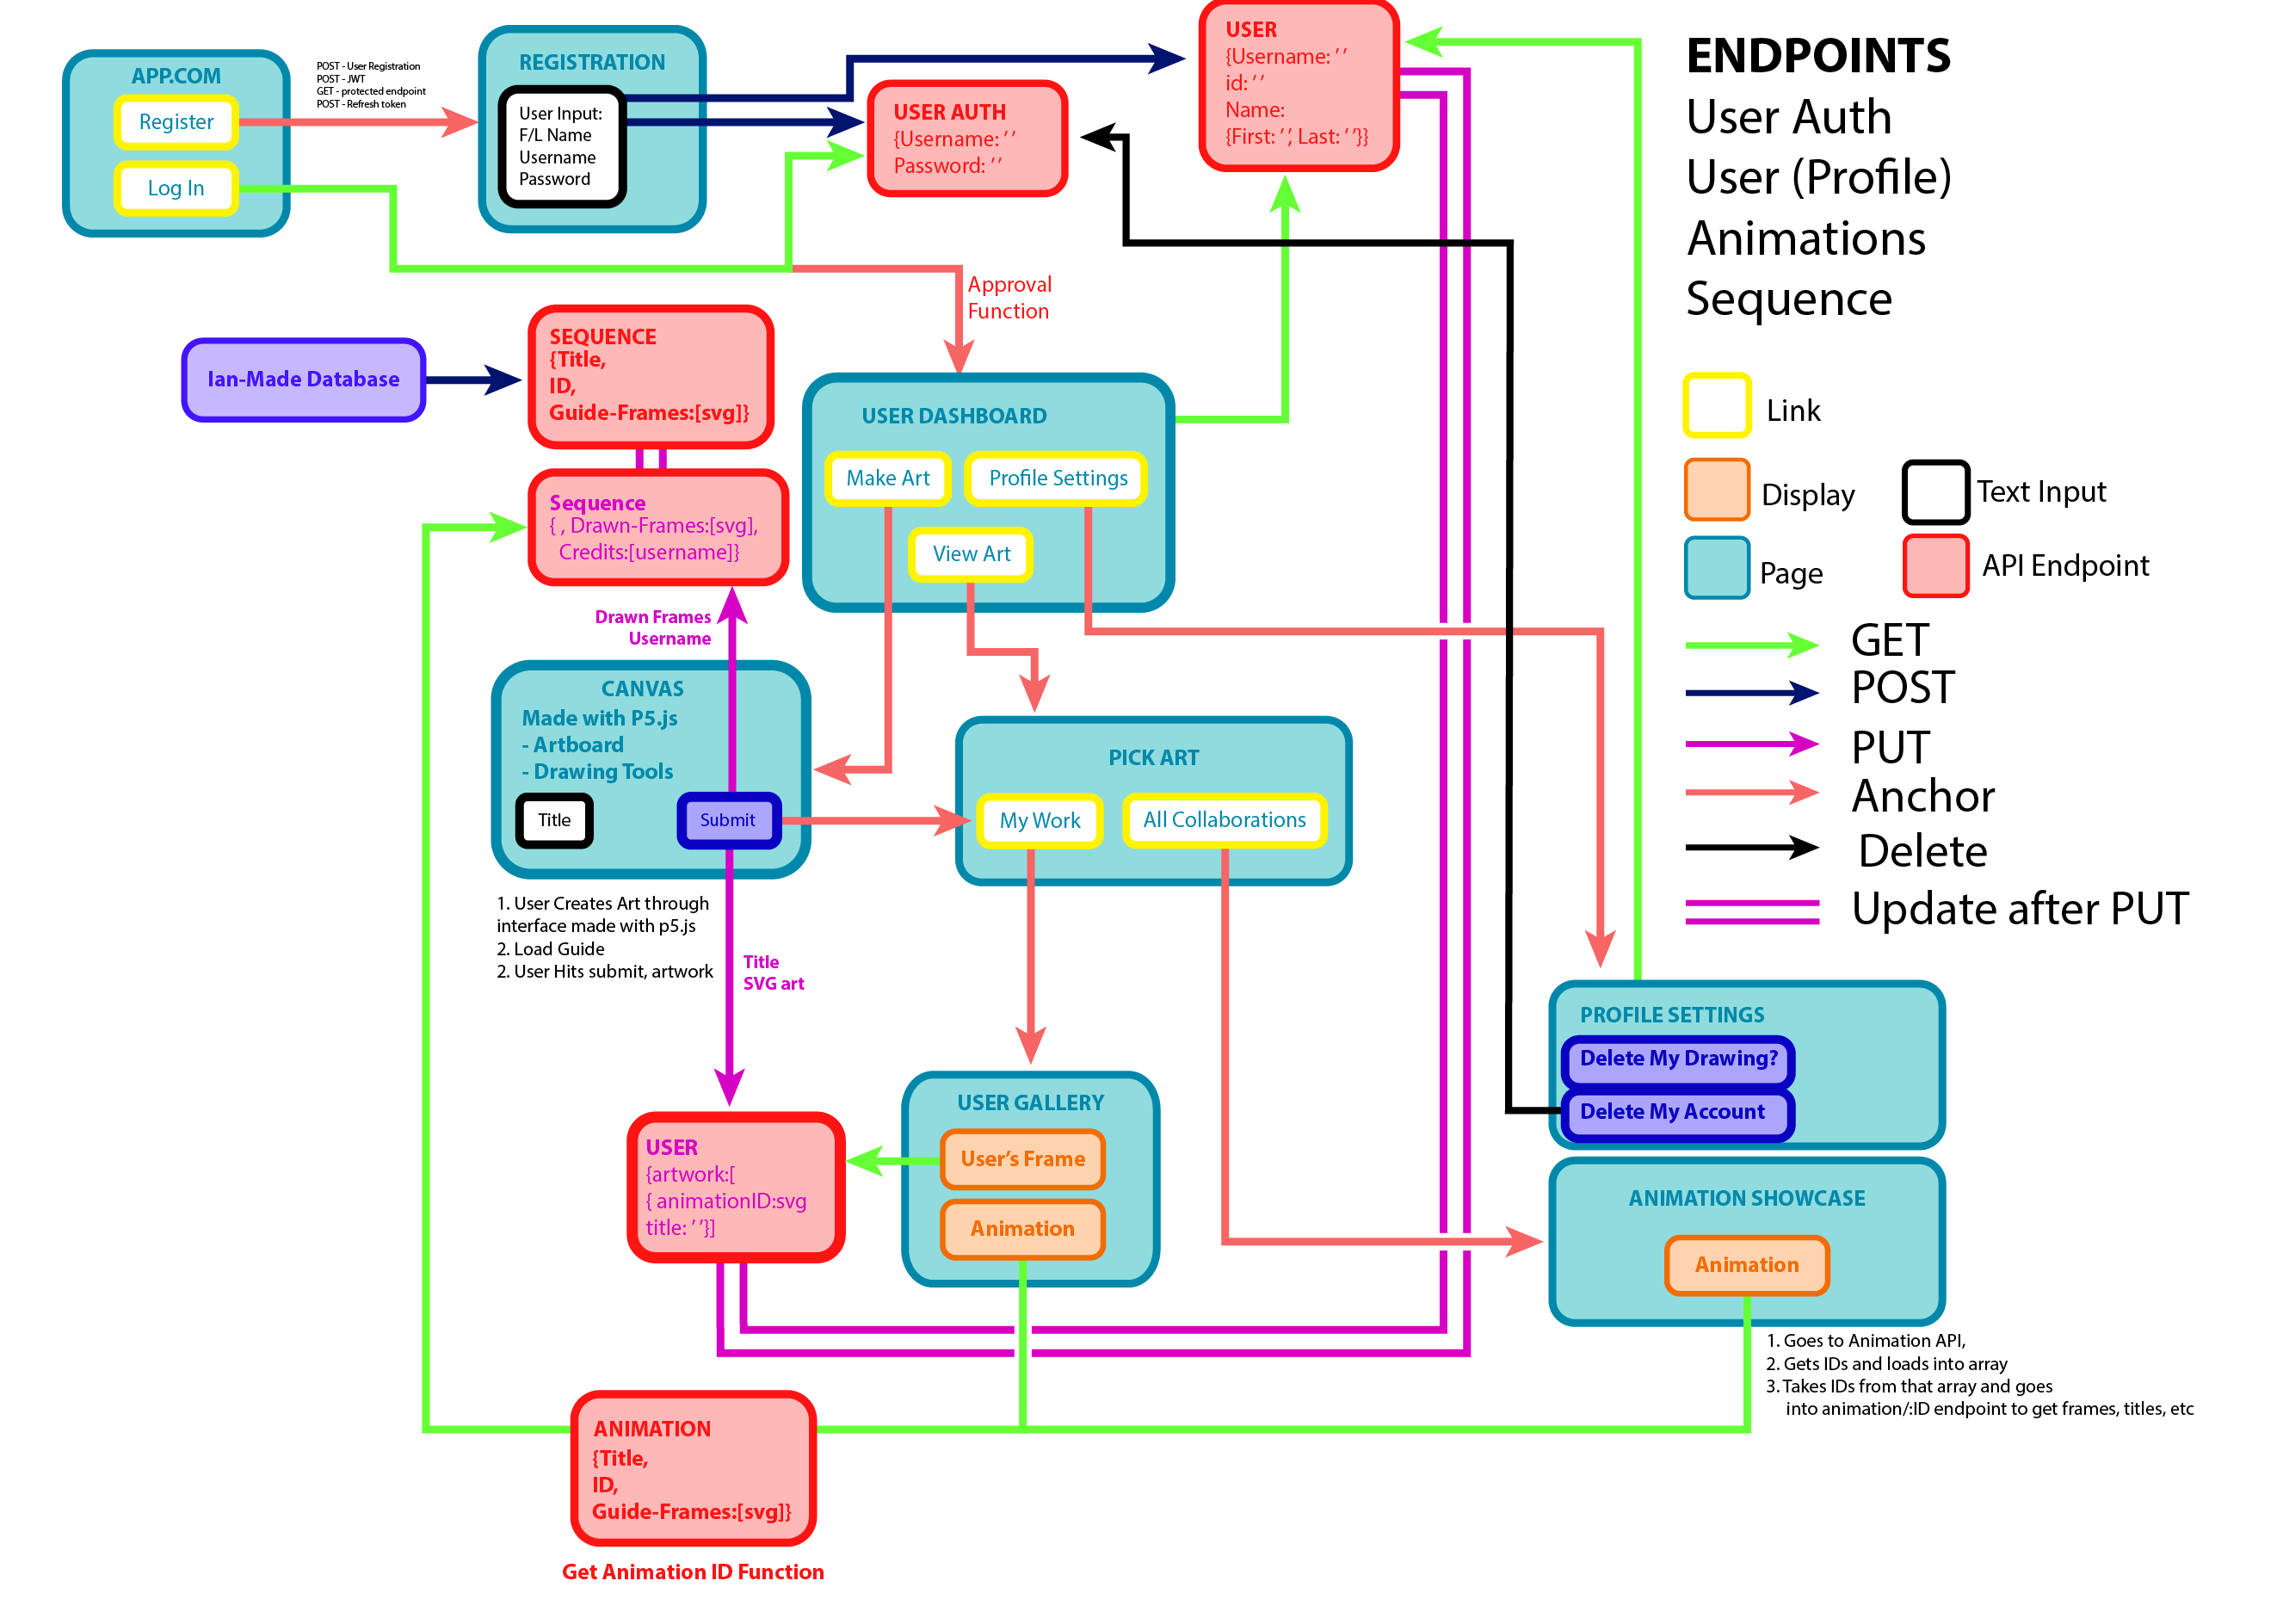 APP.COM
Register
Log In
POST - User Registration
POST - JWT
GET - protected endpoint
POST - Refresh token
REGISTRATION
User Input:
F/L Name
Username
Password
USER AUTH
{Username: ‘ ‘
Password: ‘ ‘
USER
{Username: ‘ ‘
id: ‘ ‘
Name:
{First: ‘ ‘, Last: ‘ ‘}}
ENDPOINTS
User Auth
User (Profile)
Animations
Sequence
Link
Display
Text Input
Page
API Endpoint
GET
POST
PUT
Anchor
Delete
Update after PUT
Approval
Function
Ian-Made Database
SEQUENCE
{Title,
ID,
Guide-Frames:[svg]}
Sequence
{ , Drawn-Frames:[svg],
Credits:[username]}
USER DASHBOARD
Make Art
Profile Settings
View Art
Drawn Frames
Username
CANVAS
Made with P5.js
- Artboard
- Drawing Tools
Title
Submit
1. User Creates Art through
interface made with p5.js
2. Load Guide
2. User Hits submit, artwork
Title
SVG art
PICK ART
My Work
All Collaborations
PROFILE SETTINGS
Delete My Drawing?
Delete My Account
USER GALLERY
User’s Frame
Animation
USER
{artwork:[
{ animationID:svg
title: ‘ ‘}]
ANIMATION SHOWCASE
Animation
1. Goes to Animation API,
2. Gets IDs and loads into array
3. Takes IDs from that array and goes
into animation/:ID endpoint to get frames, titles, etc
ANIMATION
{Title,
ID,
Guide-Frames:[svg]}
Get Animation ID Function